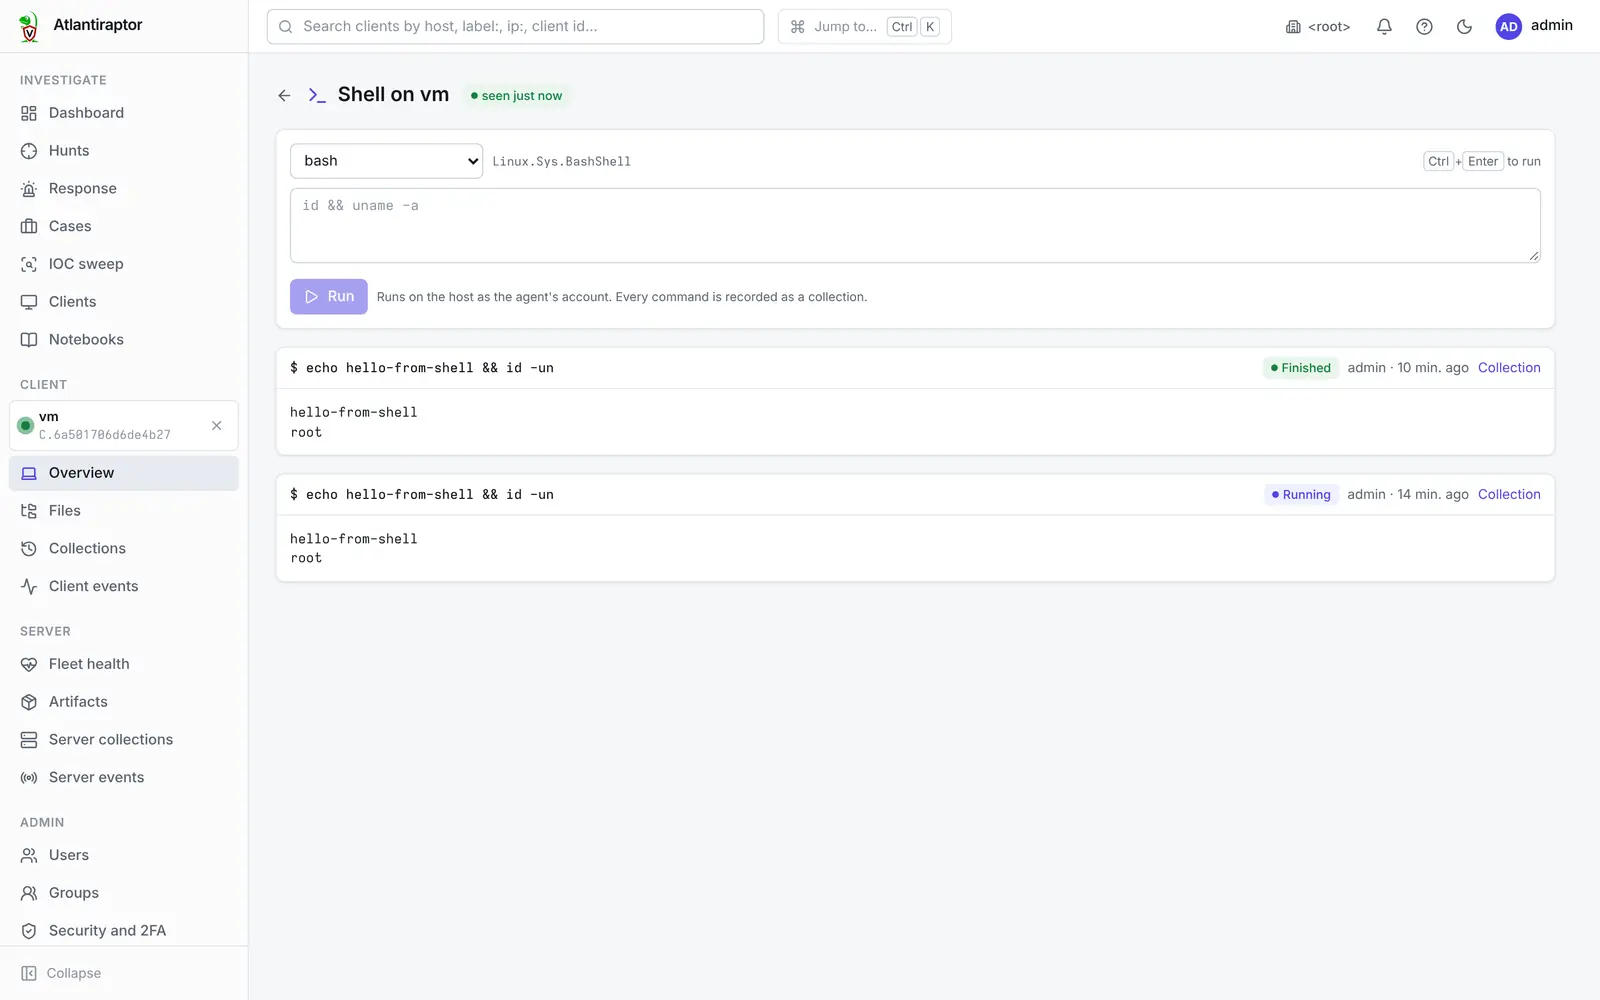 Atlantiraptor
Search clients by host, label:, ip:, client id...
Jump to... Ctrl K
<root>
AD admin
INVESTIGATE
Dashboard
Hunts
Response
Cases
IOC sweep
Clients
Notebooks
CLIENT
vm
C.6a501706d6de4b27
Overview
Files
Collections
Client events
SERVER
Fleet health
Artifacts
Server collections
Server events
ADMIN
Users
Groups
Security and 2FA
Collapse
Shell on vm seen just now
bash Linux.Sys.BashShell Ctrl + Enter to run
id && uname -a
Run Runs on the host as the agent's account. Every command is recorded as a collection.
$ echo hello-from-shell && id -un Finished admin · 10 min. ago Collection
hello-from-shell
root
$ echo hello-from-shell && id -un Running admin · 14 min. ago Collection
hello-from-shell
root